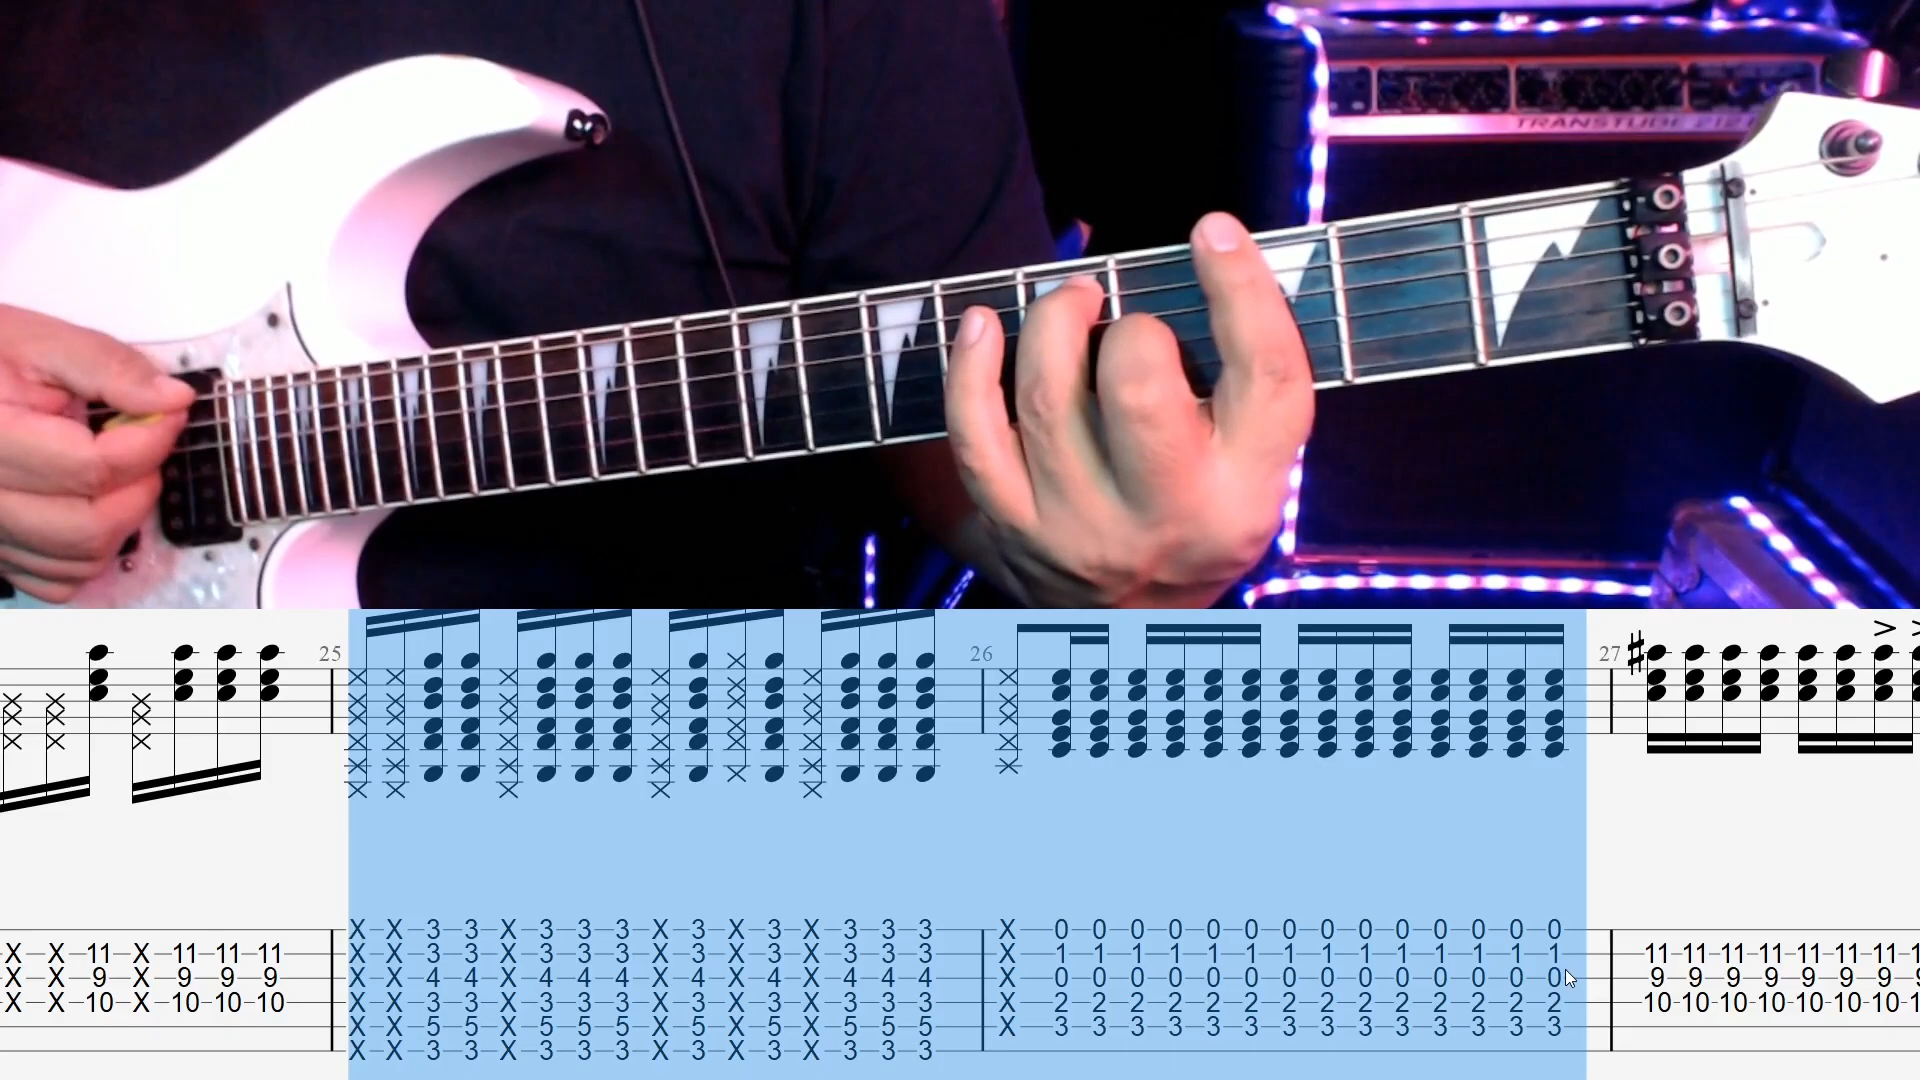 TRANSTUBE 212
25
26
27
> >
X X 3 3 X 3 3 3 X 3 X 3 X 3 3 3 X 0 0 0 0 0 0 0 0 0 0 0 0 0 0
X X 11 X 11 11 11 X X 3 3 X 3 3 3 X 3 X 3 X 3 3 3 X 1 1 1 1 1 1 1 1 1 1 1 1 1 1 11 11 11 11 11 11 11
X X 9 X 9 9 9 X X 4 4 X 4 4 4 X 4 X 4 X 4 4 4 X 0 0 0 0 0 0 0 0 0 0 0 0 0 0 9 9 9 9 9 9 9
X X 10 X 10 10 10 X X 3 3 X 3 3 3 X 3 X 3 X 3 3 3 X 2 2 2 2 2 2 2 2 2 2 2 2 2 2 10 10 10 10 10 10 10
X X 5 5 X 5 5 5 X 5 X 5 X 5 5 5 X 3 3 3 3 3 3 3 3 3 3 3 3 3 3
X X 3 3 X 3 3 3 X 3 X 3 X 3 3 3